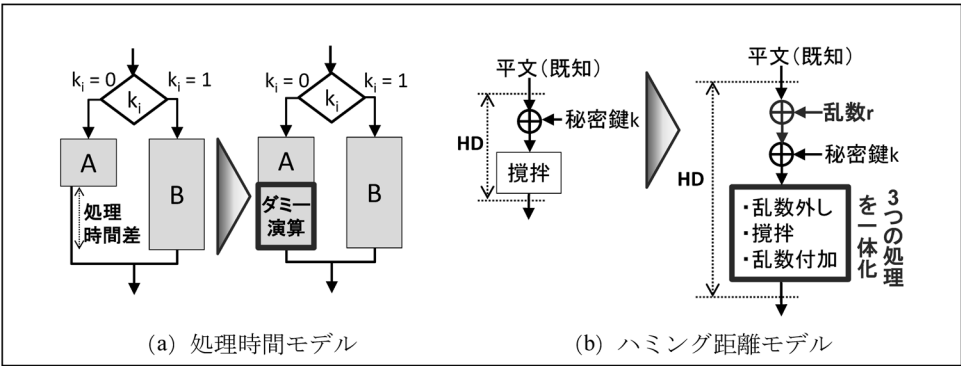 kᵢ = 0
kᵢ = 1
kᵢ
A
B
処理
時間差
kᵢ = 0
kᵢ = 1
kᵢ
A
ダミー
演算
B
(a) 処理時間モデル
平文(既知)
秘密鍵k
HD
攪拌
平文(既知)
乱数r
秘密鍵k
HD
・乱数外し
・攪拌
・乱数付加
3つの処理
を一体化
(b) ハミング距離モデル